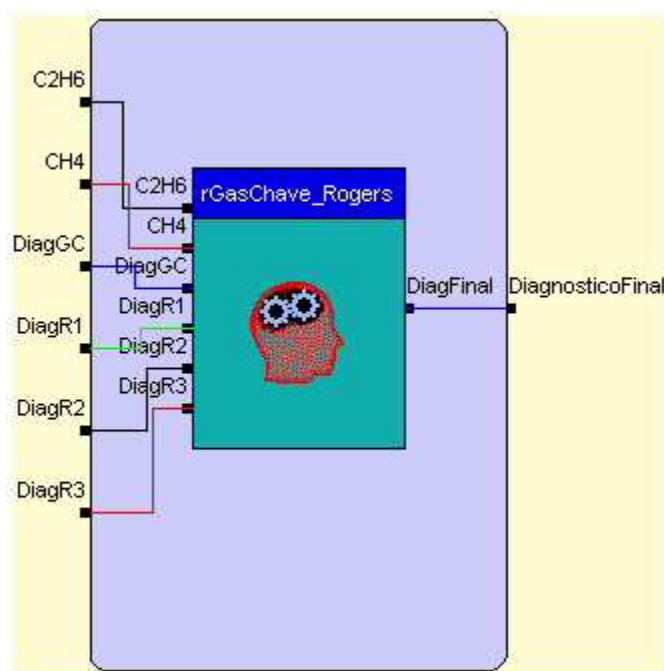 C2H6
CH4
DiagGC
DiagR1
DiagR2
DiagR3
C2H6
CH4
DiagGC
DiagR1
DiagR2
DiagR3
rGasChave_Rogers
DiagFinal
DiagnosticoFinal